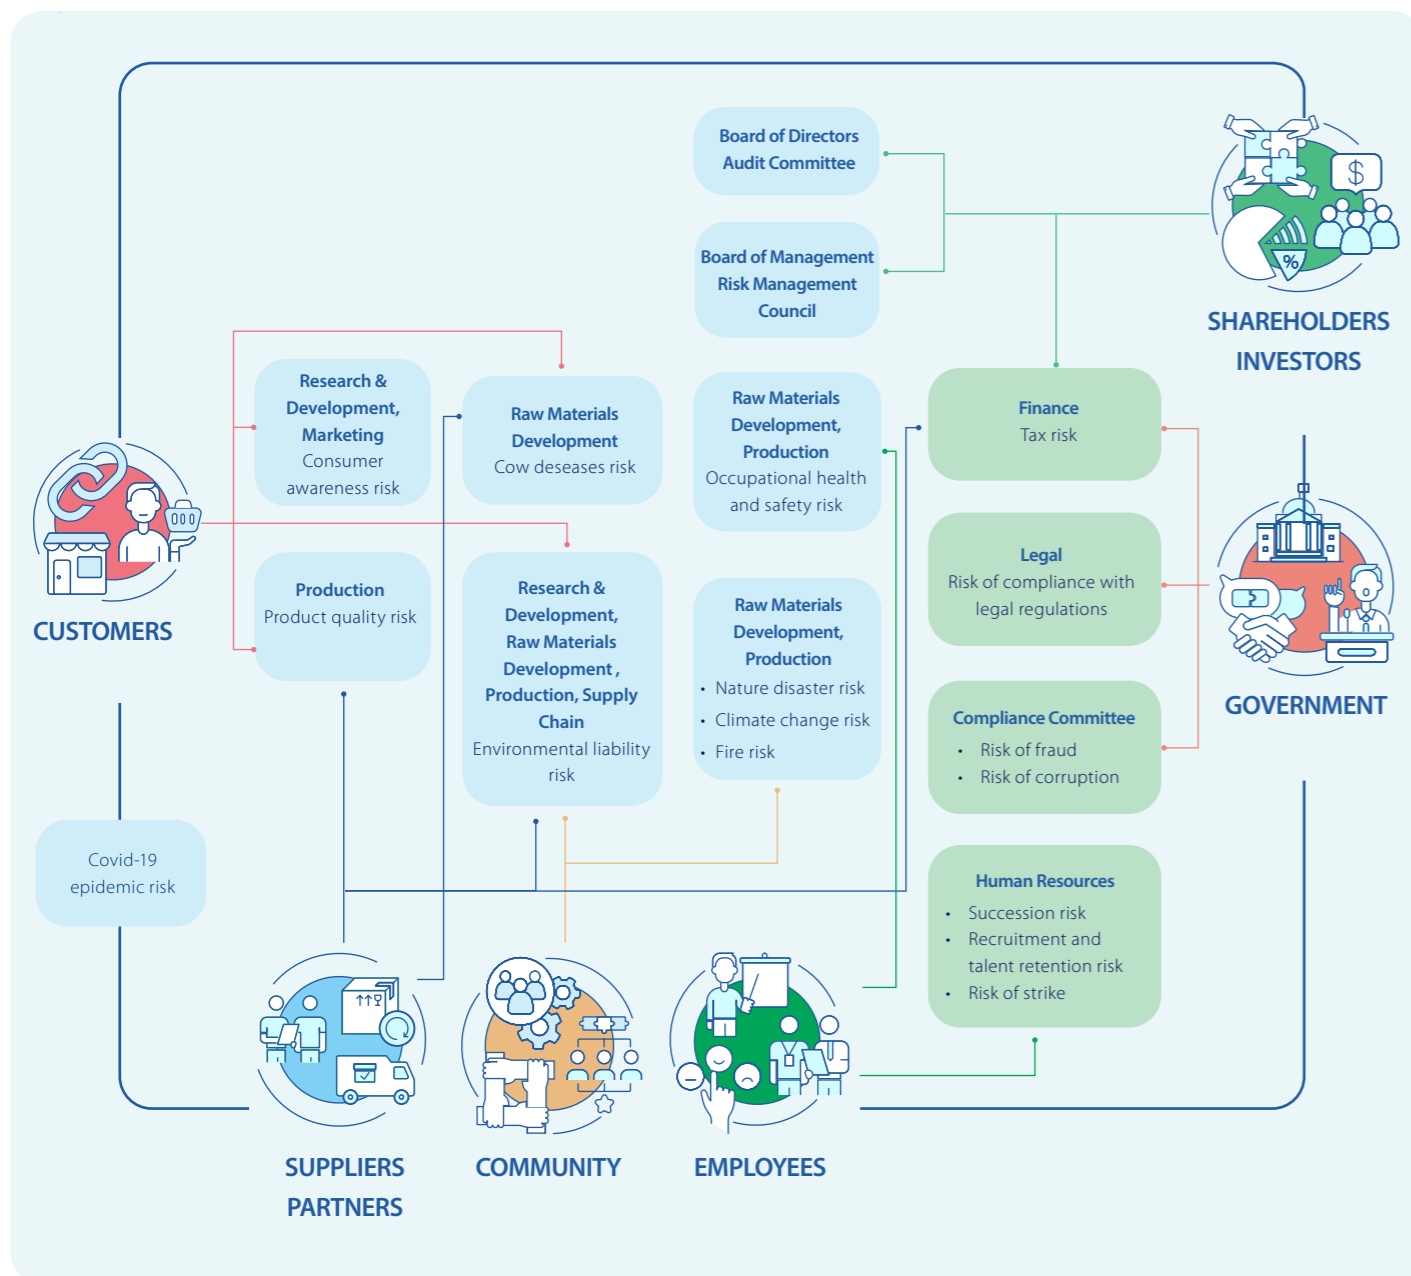 Board of Directors
Audit Committee
$
%
Board of Management
Risk Management
Council
SHAREHOLDERS
INVESTORS
Research &
Development,
Marketing
Consumer
awareness risk
Raw Materials
Development
Cow deseases risk
Raw Materials
Development,
Production
Occupational health
and safety risk
Finance
Tax risk
CUSTOMERS
Production
Product quality risk
Research &
Development,
Raw Materials
Development ,
Production, Supply
Chain
Environmental liability
risk
Raw Materials
Development,
Production
• Nature disaster risk
• Climate change risk
• Fire risk
Legal
Risk of compliance with
legal regulations
GOVERNMENT
Compliance Committee
• Risk of fraud
• Risk of corruption
Covid-19
epidemic risk
Human Resources
• Succession risk
• Recruitment and
talent retention risk
• Risk of strike
SUPPLIERS
PARTNERS
COMMUNITY
EMPLOYEES